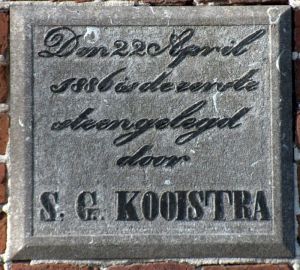 Den 22 April
1886 is de eerste
steen gelegd
door
S. G. KOOISTRA